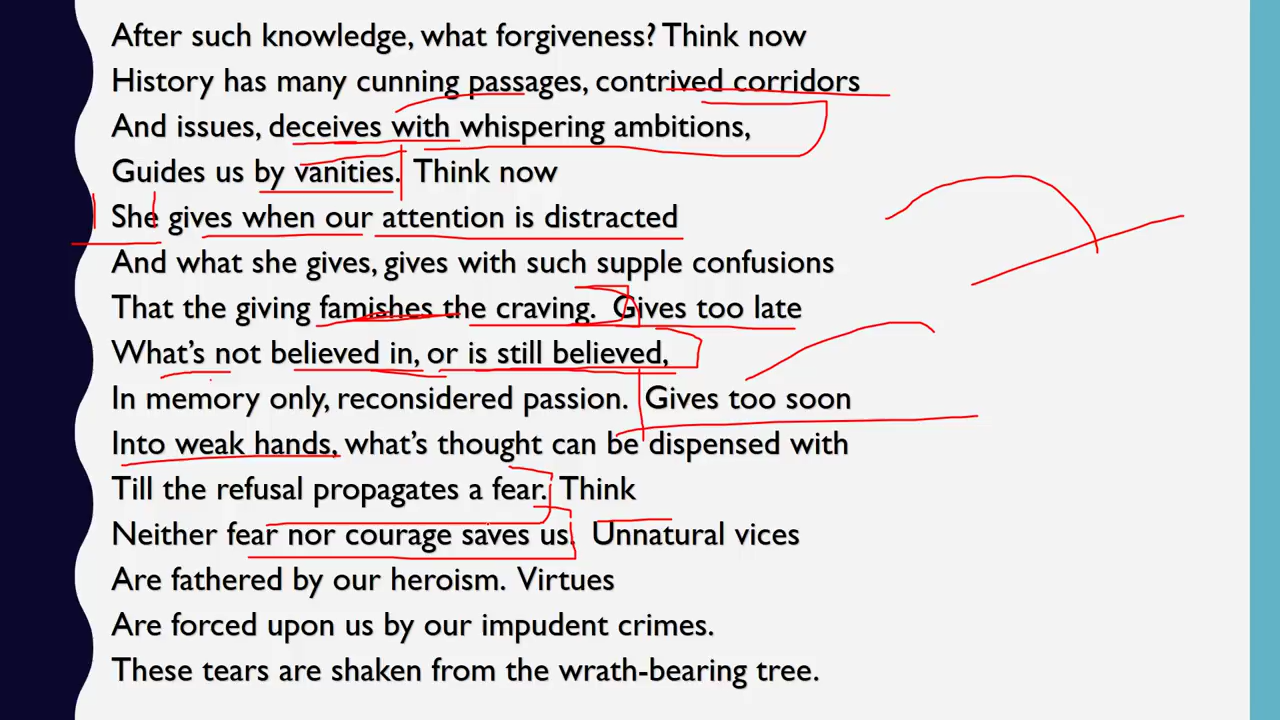 After such knowledge, what forgiveness? Think now
History has many cunning passages, contrived corridors
And issues, deceives with whispering ambitions,
Guides us by vanities. Think now
She gives when our attention is distracted
And what she gives, gives with such supple confusions
That the giving famishes the craving. Gives too late
What's not believed in, or is still believed,
In memory only, reconsidered passion. Gives too soon
Into weak hands, what's thought can be dispensed with
Till the refusal propagates a fear. Think
Neither fear nor courage saves us. Unnatural vices
Are fathered by our heroism. Virtues
Are forced upon us by our impudent crimes.
These tears are shaken from the wrath-bearing tree.